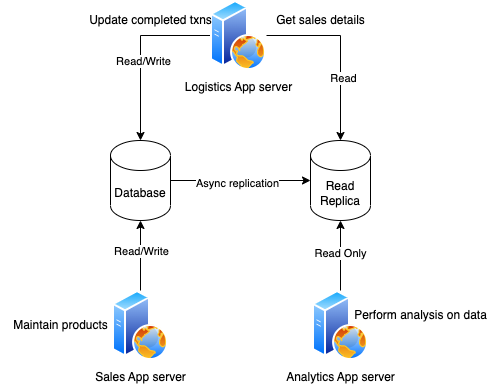 Update completed txns
Get sales details
Read/Write
Logistics App server
Read
Database
Async replication
Read
Replica
Read/Write
Read Only
Maintain products
Perform analysis on data
Sales App server
Analytics App server